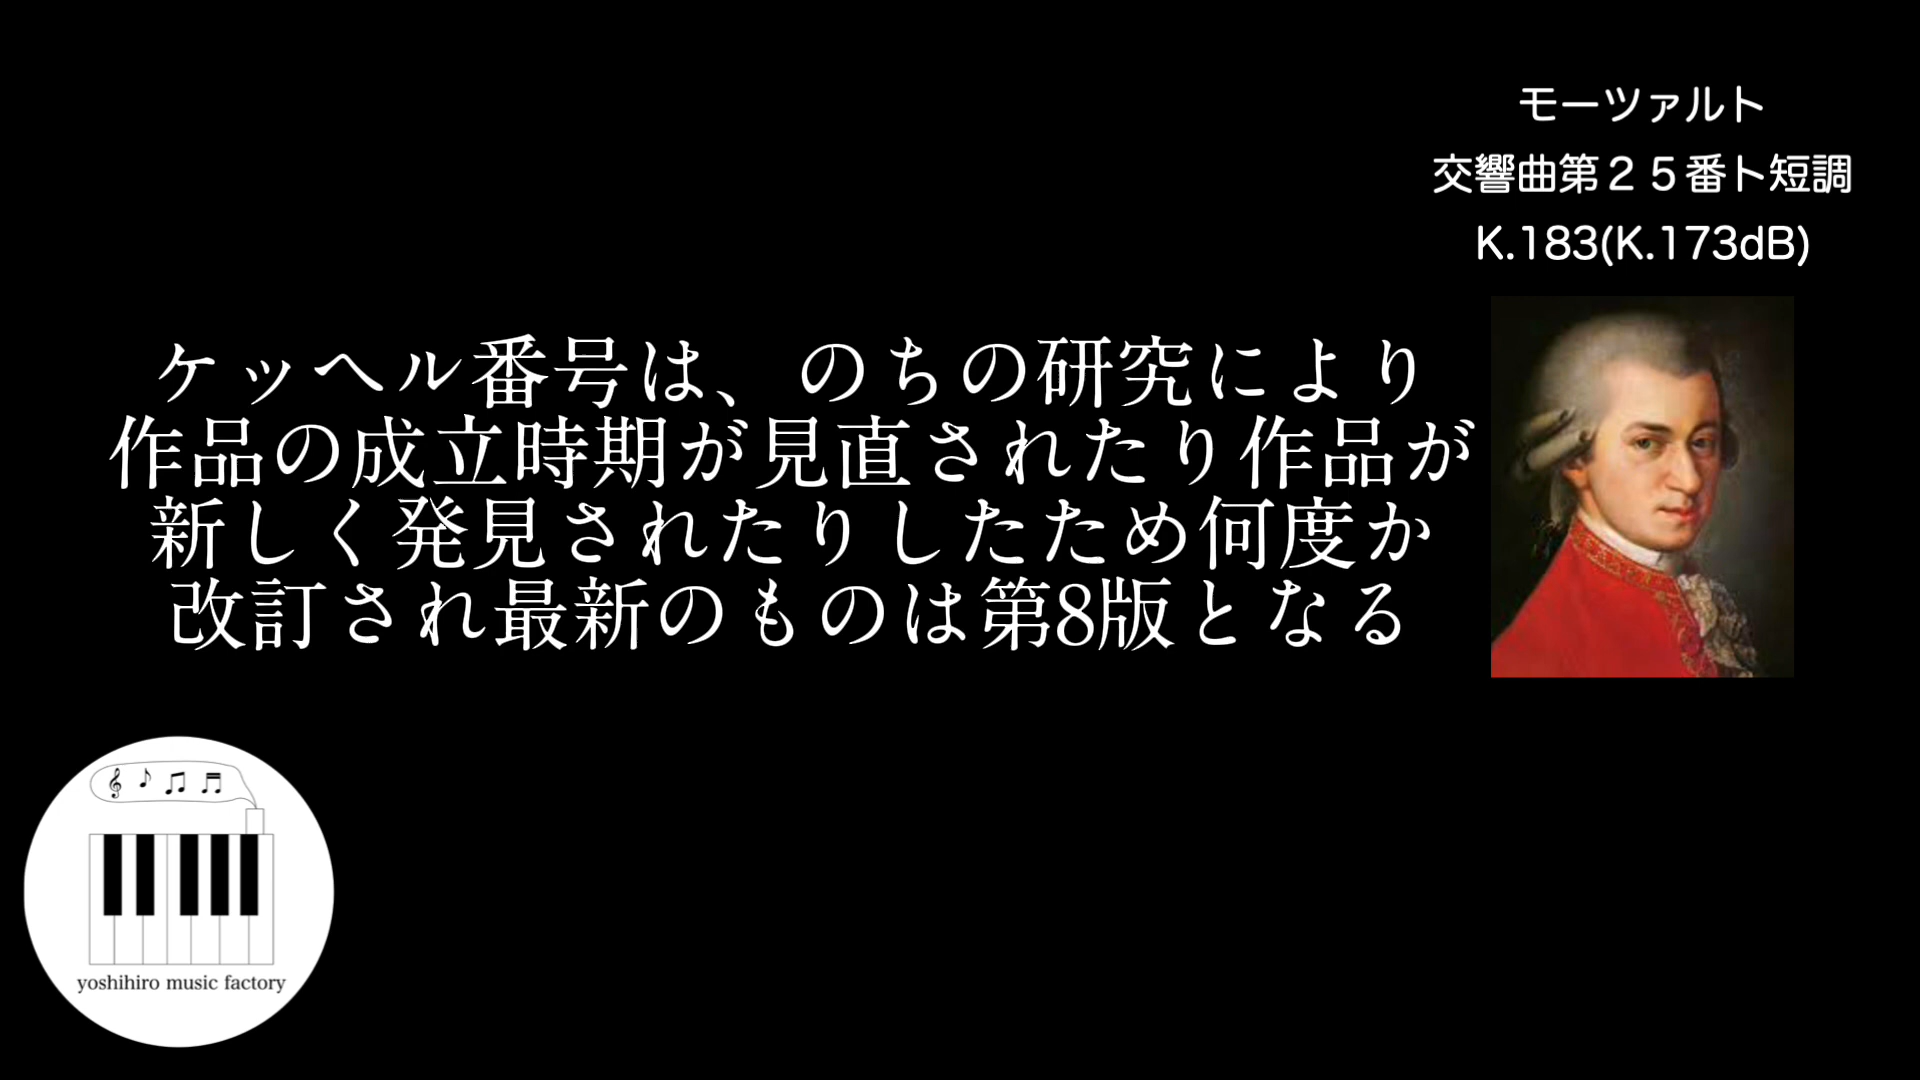 モーツァルト
交響曲第２５番ト短調
K.183(K.173dB)
ケッヘル番号は、のちの研究により
作品の成立時期が見直されたり作品が
新しく発見されたりしたため何度か
改訂され最新のものは第8版となる
yoshihiro music factory